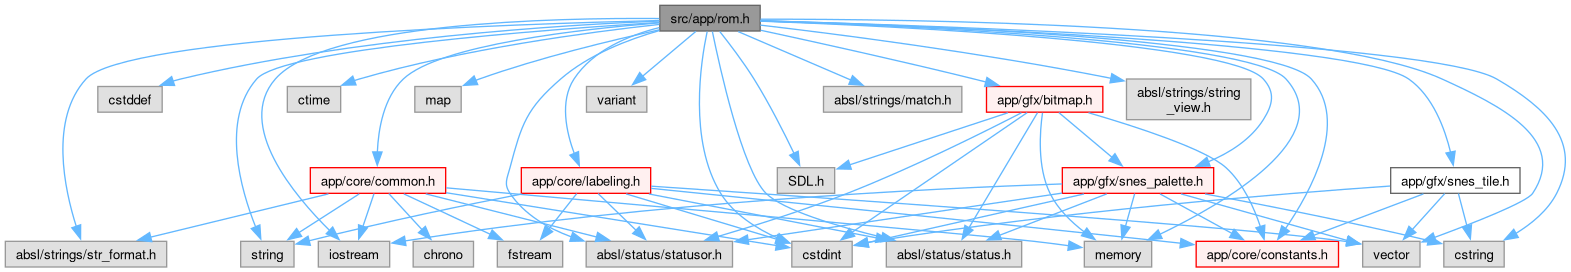 src/app/rom.h
cstddef
ctime
map
variant
absl/strings/match.h
app/gfx/bitmap.h
absl/strings/string
_view.h
app/core/common.h
app/core/labeling.h
SDL.h
app/gfx/snes_palette.h
app/gfx/snes_tile.h
absl/strings/str_format.h
string
iostream
chrono
fstream
absl/status/statusor.h
cstdint
absl/status/status.h
memory
app/core/constants.h
vector
cstring